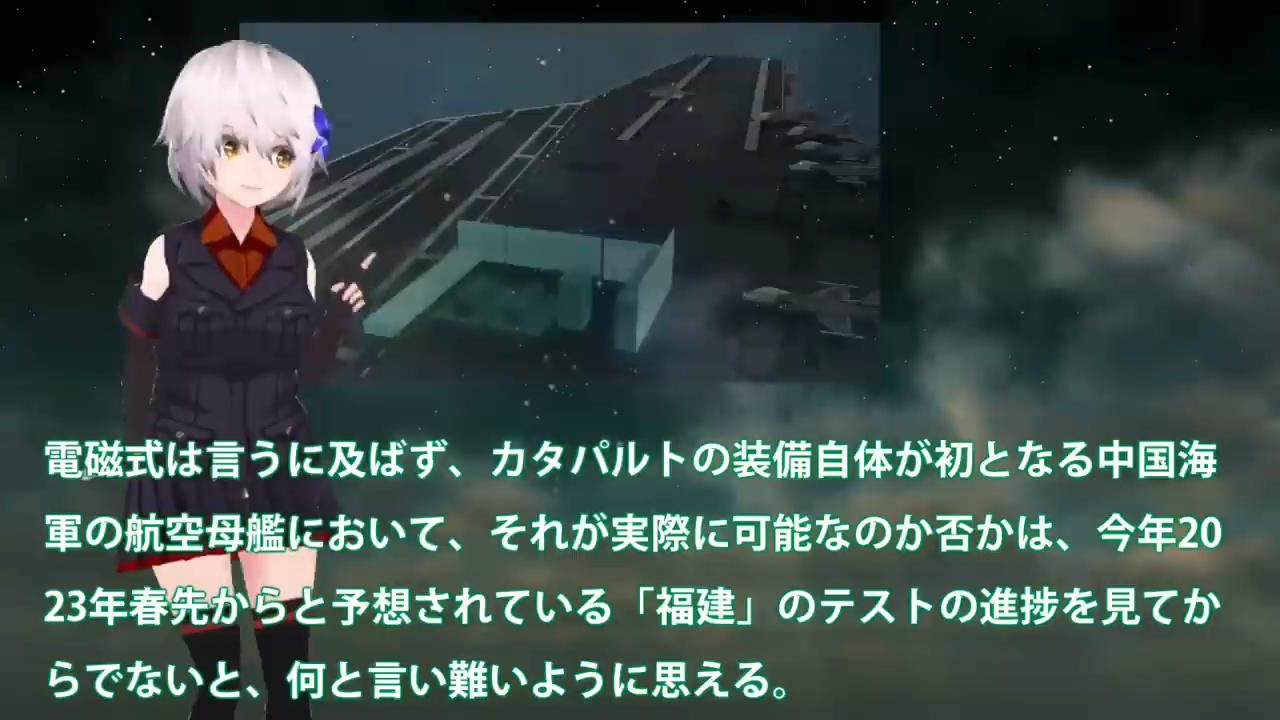 電磁式は言うに及ばず、カタパルトの装備自体が初となる中国海
軍の航空母艦において、それが実際に可能なのか否かは、今年20
23年春先からと予想されている「福建」のテストの進捗を見てか
らでないと、何と言い難いように思える。